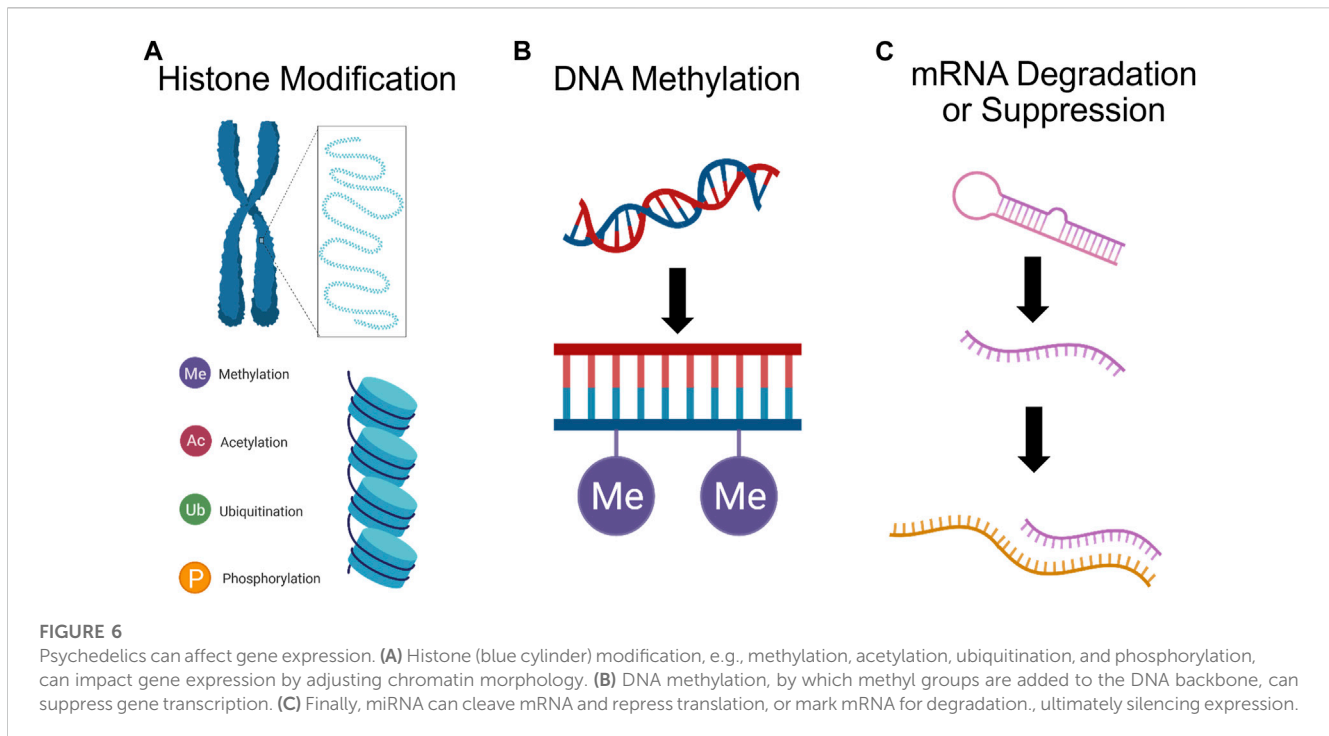 A
Histone Modification
Me Methylation
Ac Acetylation
Ub Ubiquitination
P Phosphorylation
B
DNA Methylation
Me Me
C
mRNA Degradation
or Suppression
FIGURE 6
Psychedelics can affect gene expression. (A) Histone (blue cylinder) modification, e.g., methylation, acetylation, ubiquitination, and phosphorylation,
can impact gene expression by adjusting chromatin morphology. (B) DNA methylation, by which methyl groups are added to the DNA backbone, can
suppress gene transcription. (C) Finally, miRNA can cleave mRNA and repress translation, or mark mRNA for degradation., ultimately silencing expression.